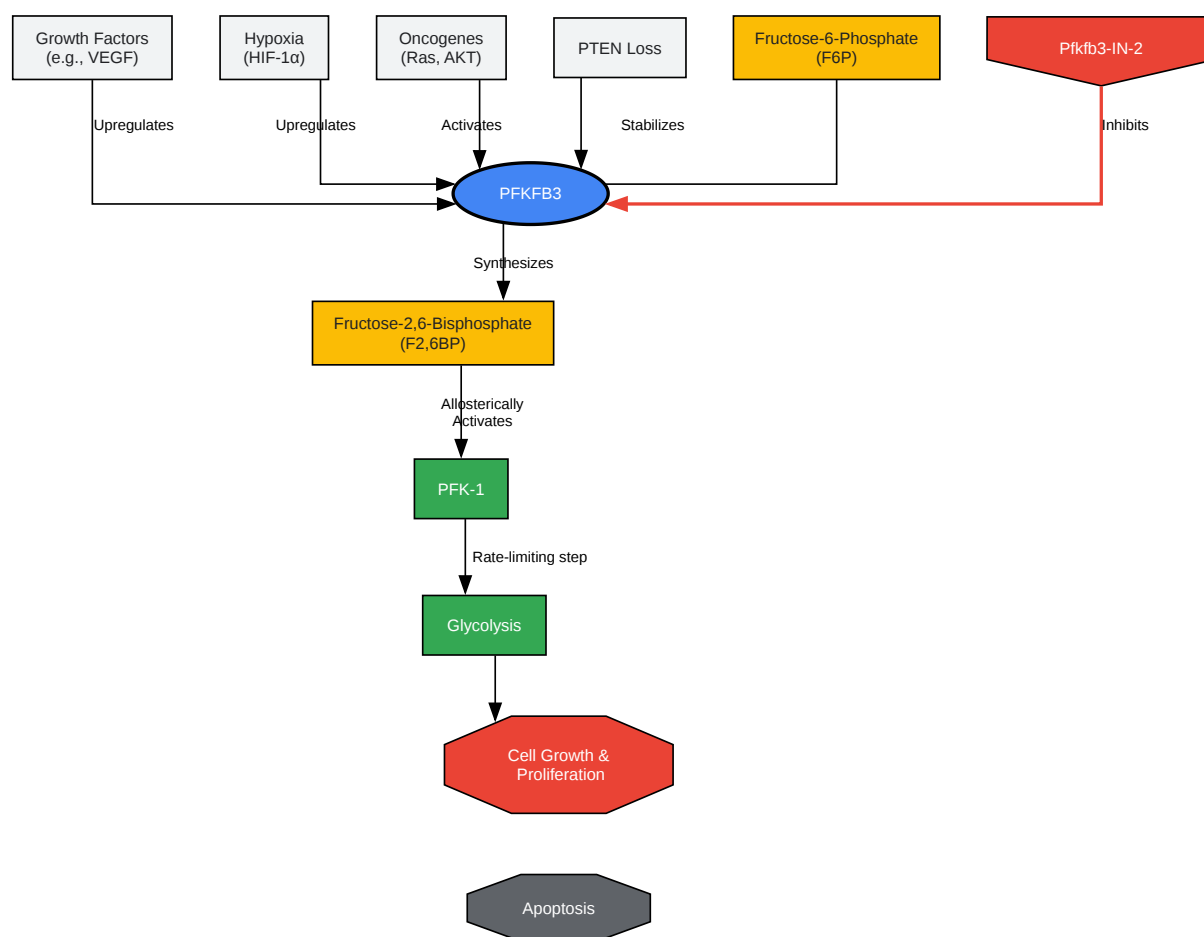 Growth Factors
(e.g., VEGF)
Hypoxia
(HIF-1α)
Oncogenes
(Ras, AKT)
PTEN Loss
Fructose-6-Phosphate
(F6P)
Pfkfb3-IN-2
Upregulates
Upregulates
Activates
Stabilizes
Inhibits
PFKFB3
Synthesizes
Fructose-2,6-Bisphosphate
(F2,6BP)
Allosterically
Activates
PFK-1
Rate-limiting step
Glycolysis
Cell Growth &
Proliferation
Apoptosis